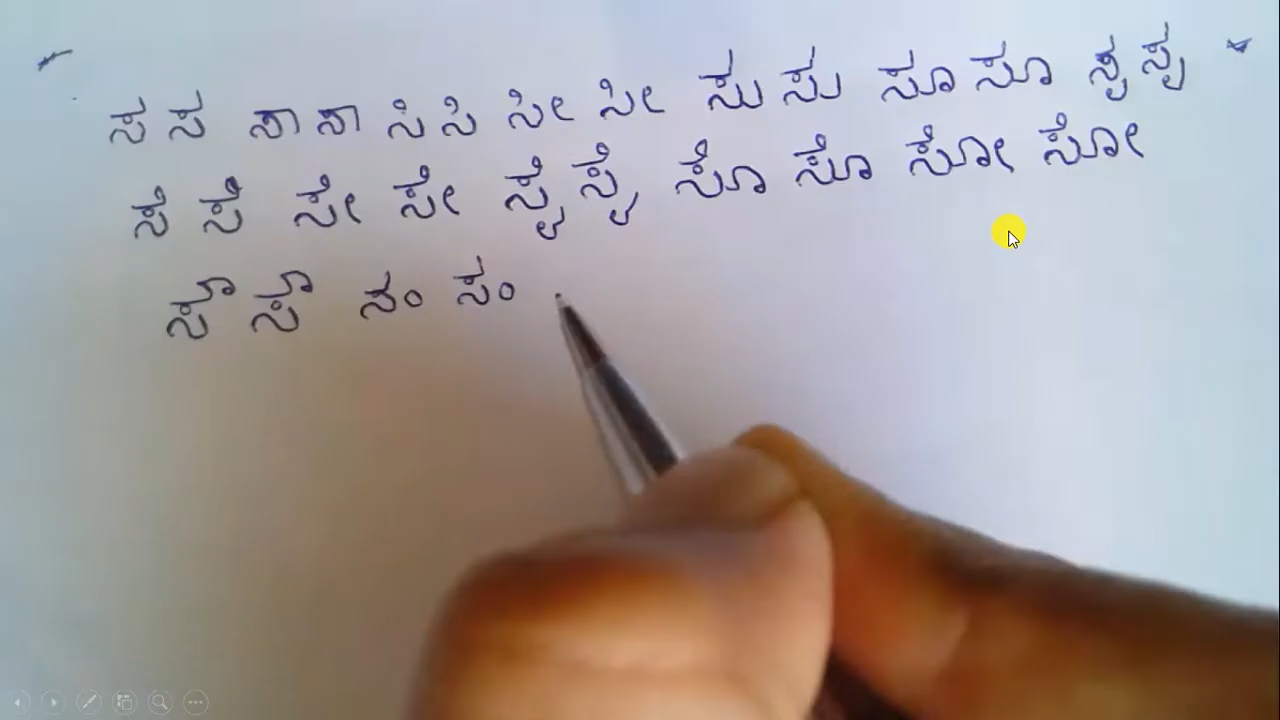 ಸ ಸ ಸಾ ಸಾ ಸಿ ಸಿ ಸೀ ಸೀ ಸು ಸು ಸೂ ಸೂ ಸೃ ಸೃ
ಸೆ ಸೆ ಸೇ ಸೇ ಸೈ ಸೈ ಸೊ ಸೊ ಸೋ ಸೋ
ಸೌ ಸೌ ಸಂ ಸಂ